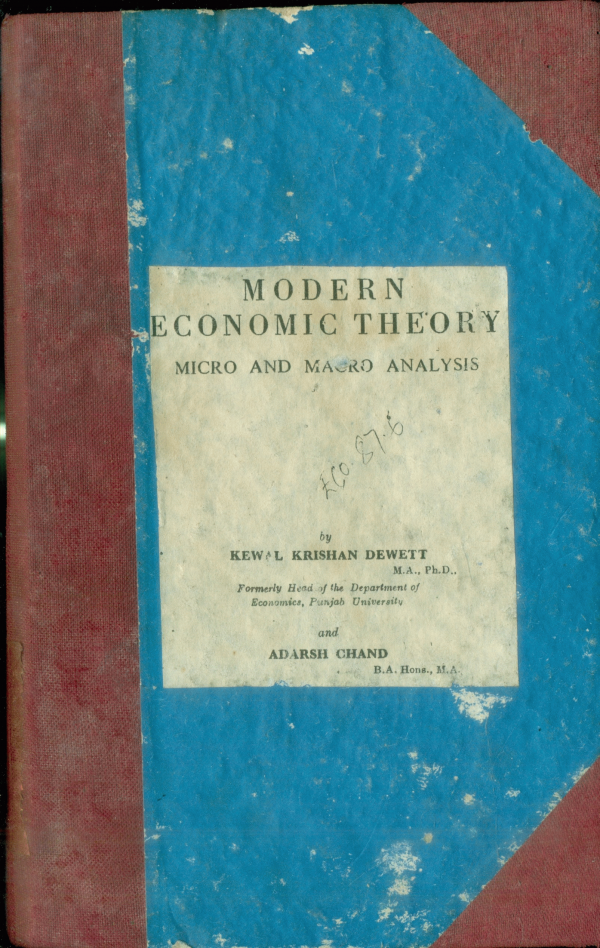 MODERN
ECONOMIC THEORY
MICRO AND MACRO ANALYSIS
ECO. 87.6
by
KEWAL KRISHAN DEWETT
M.A., Ph.D.,
Formerly Head of the Department of
Economics, Punjab University
and
ADARSH CHAND
B.A. Hons., M.A.